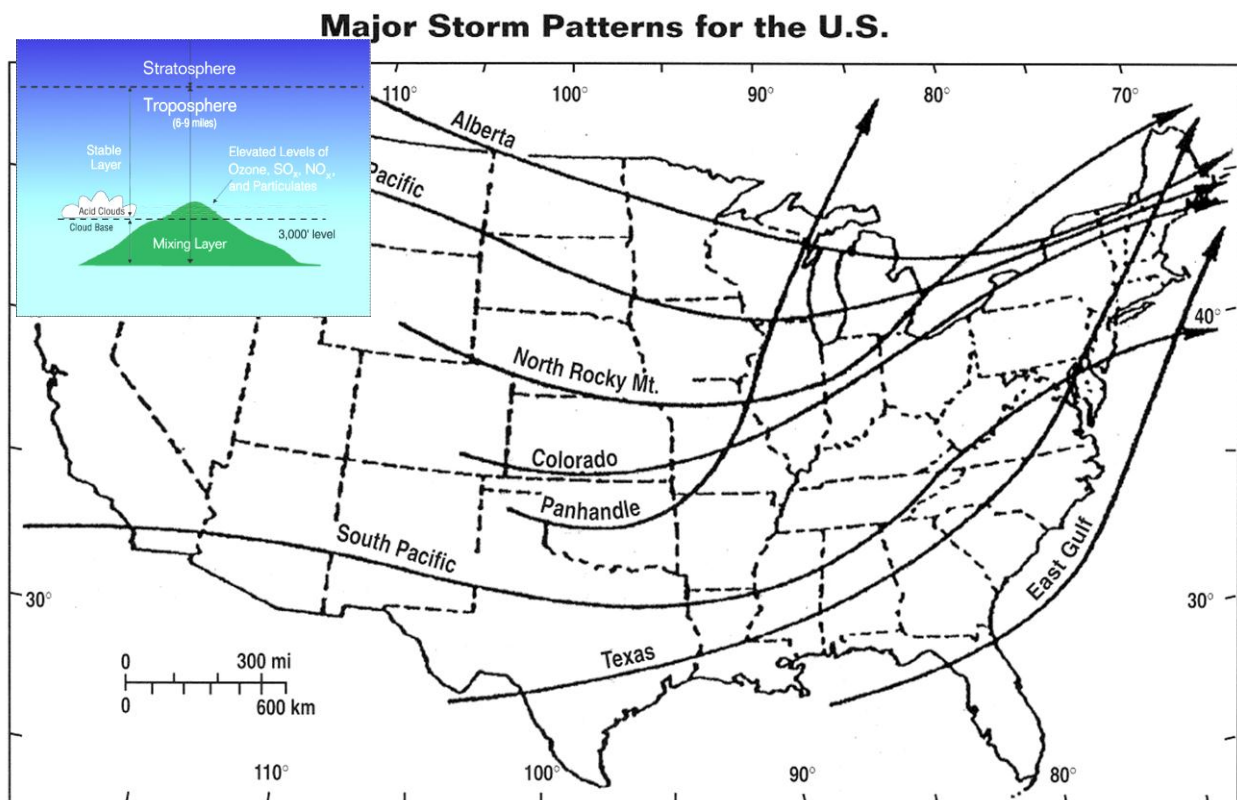 Major Storm Patterns for the U.S.
Stratosphere
Troposphere
(6-9 miles)
Stable
Layer
Elevated Levels of
Ozone, SOx, NOx,
and Particulates
Acid Clouds
Cloud Base
Mixing Layer
3,000' level
110° 100° 90° 80° 70°
Alberta
Pacific
40°
North Rocky Mt.
Colorado
Panhandle
South Pacific
East Gulf
30° 30°
Texas
0 300 mi
0 600 km
110° 100° 90° 80°